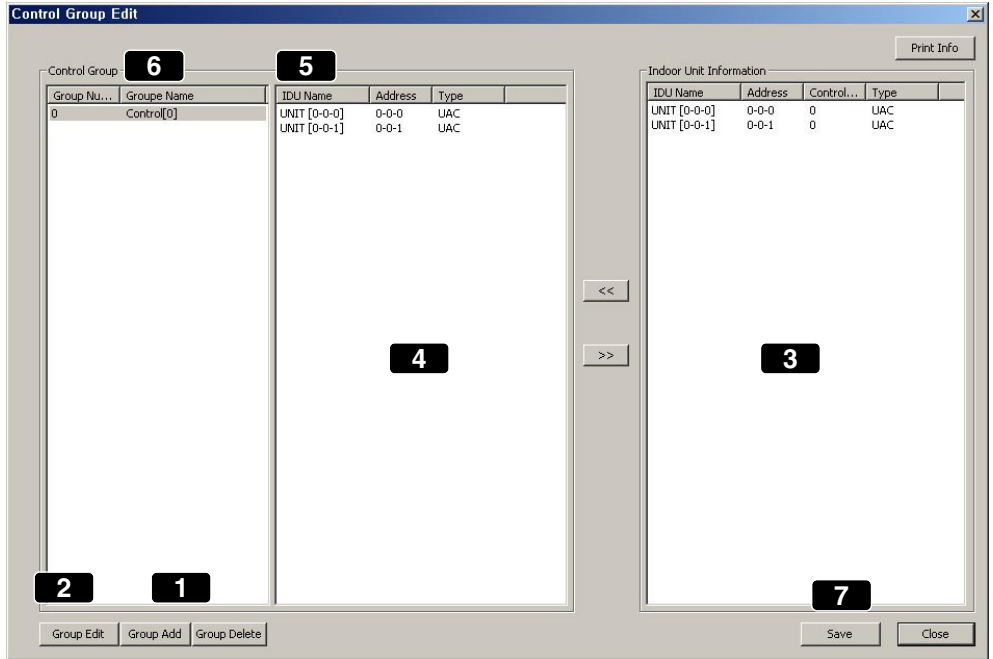 Control Group Edit
Print Info
Control Group
6
5
Indoor Unit Information
Group Nu... Groupe Name
0 Control[0]
IDU Name Address Type
UNIT [0-0-0] 0-0-0 UAC
UNIT [0-0-1] 0-0-1 UAC
IDU Name Address Control... Type
UNIT [0-0-0] 0-0-0 0 UAC
UNIT [0-0-1] 0-0-1 0 UAC
<<
>>
4
3
2
1
7
Group Edit Group Add Group Delete
Save Close